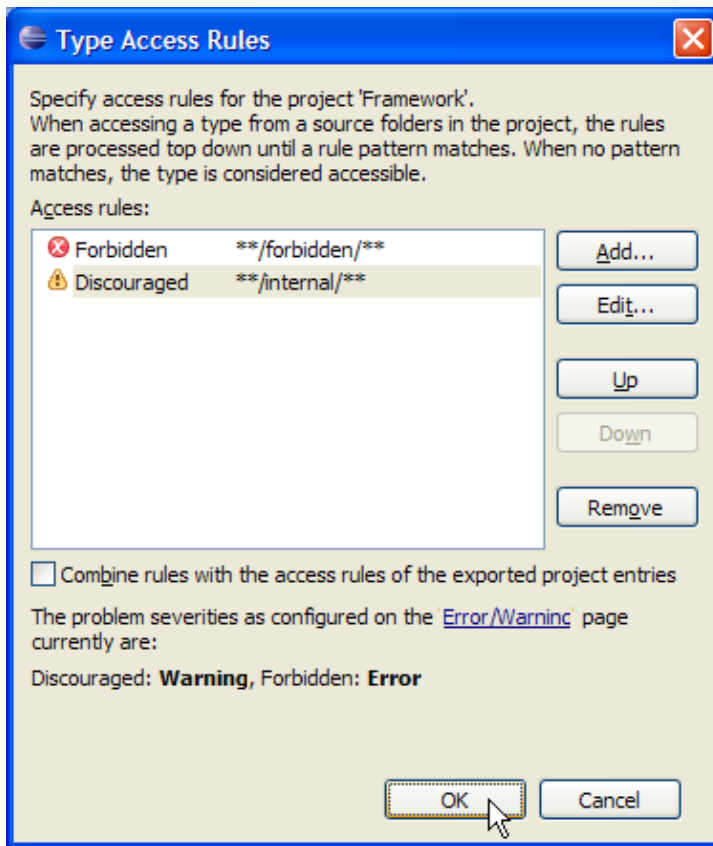 Type Access Rules
Specify access rules for the project 'Framework'.
When accessing a type from a source folders in the project, the rules
are processed top down until a rule pattern matches. When no pattern
matches, the type is considered accessible.
Access rules:
Forbidden **/forbidden/**
Discouraged **/internal/**
Add...
Edit...
Up
Down
Remove
Combine rules with the access rules of the exported project entries
The problem severities as configured on the 'Error/Warninc' page
currently are:
Discouraged: Warning, Forbidden: Error
OK
Cancel